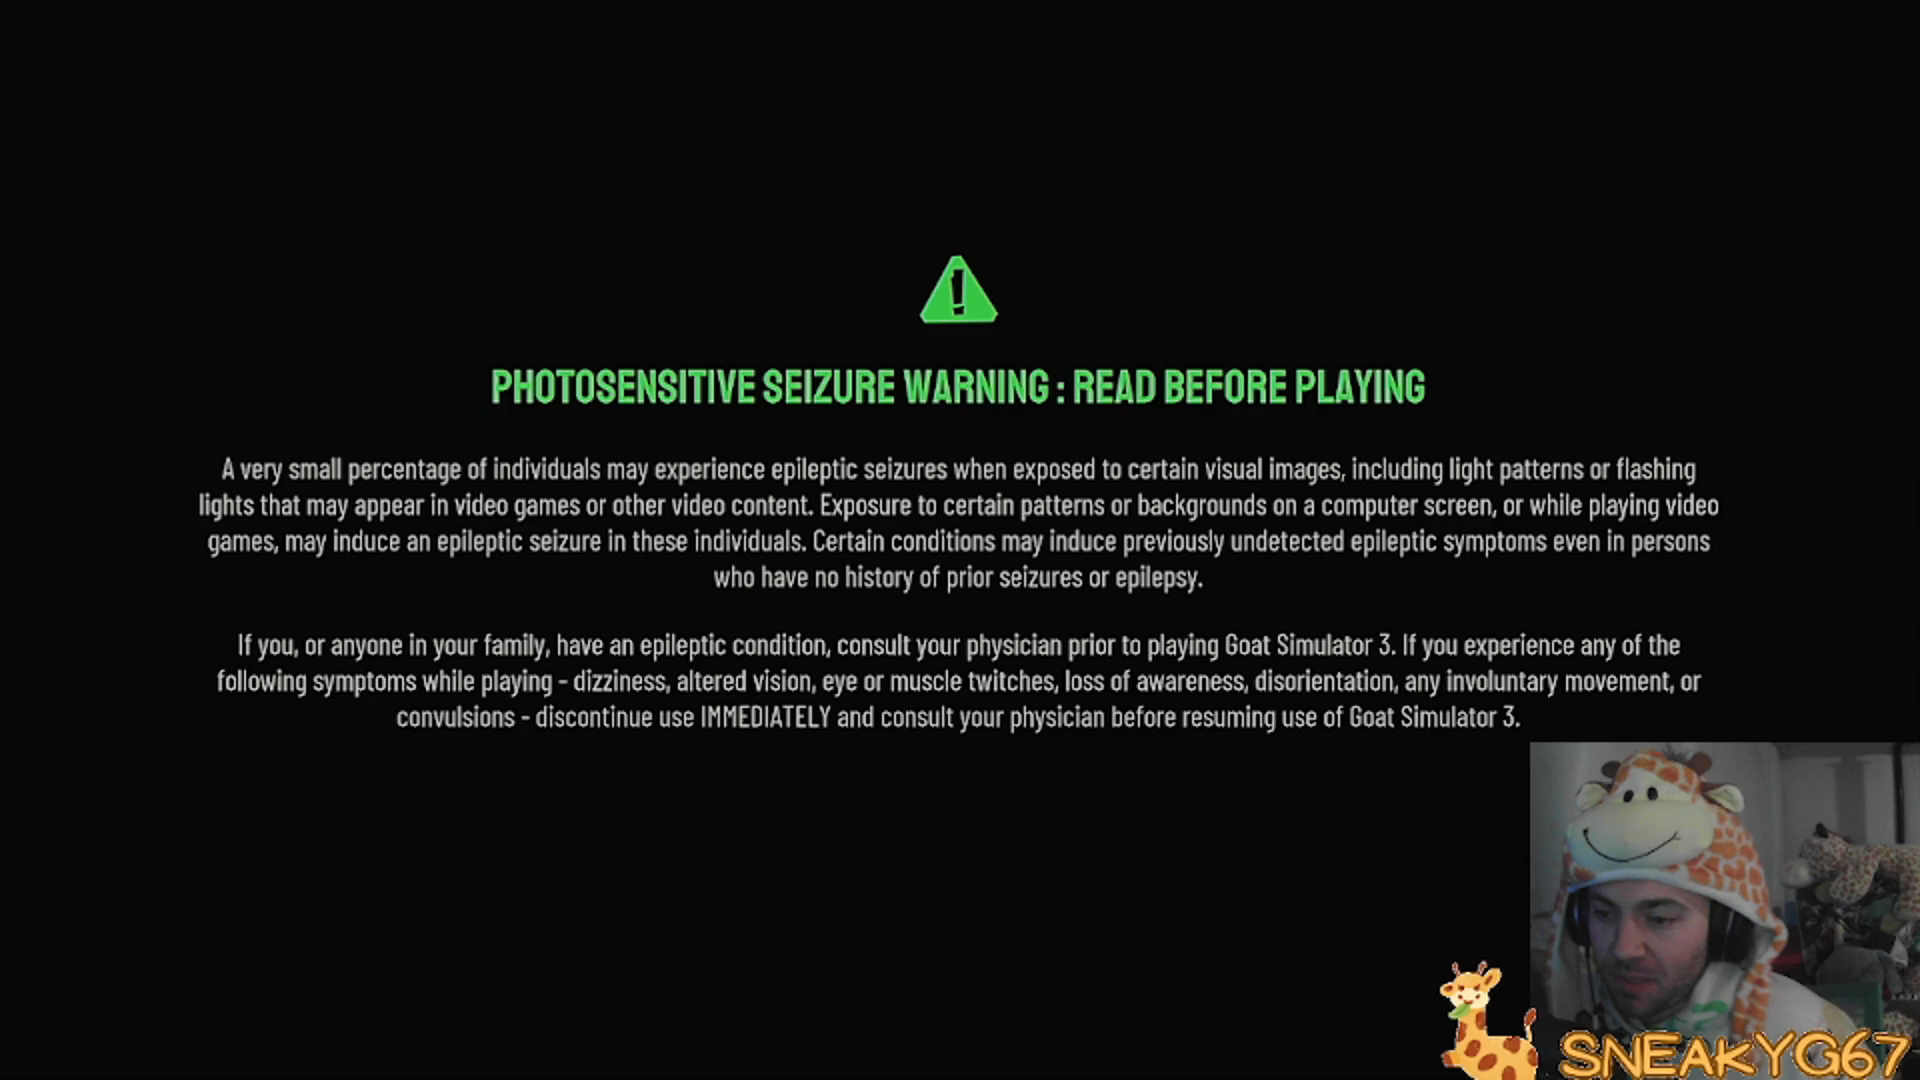 PHOTOSENSITIVE SEIZURE WARNING : READ BEFORE PLAYING
A very small percentage of individuals may experience epileptic seizures when exposed to certain visual images, including light patterns or flashing
lights that may appear in video games or other video content. Exposure to certain patterns or backgrounds on a computer screen, or while playing video
games, may induce an epileptic seizure in these individuals. Certain conditions may induce previously undetected epileptic symptoms even in persons
who have no history of prior seizures or epilepsy.
If you, or anyone in your family, have an epileptic condition, consult your physician prior to playing Goat Simulator 3. If you experience any of the
following symptoms while playing - dizziness, altered vision, eye or muscle twitches, loss of awareness, disorientation, any involuntary movement, or
convulsions - discontinue use IMMEDIATELY and consult your physician before resuming use of Goat Simulator 3.
SNEAKYG67